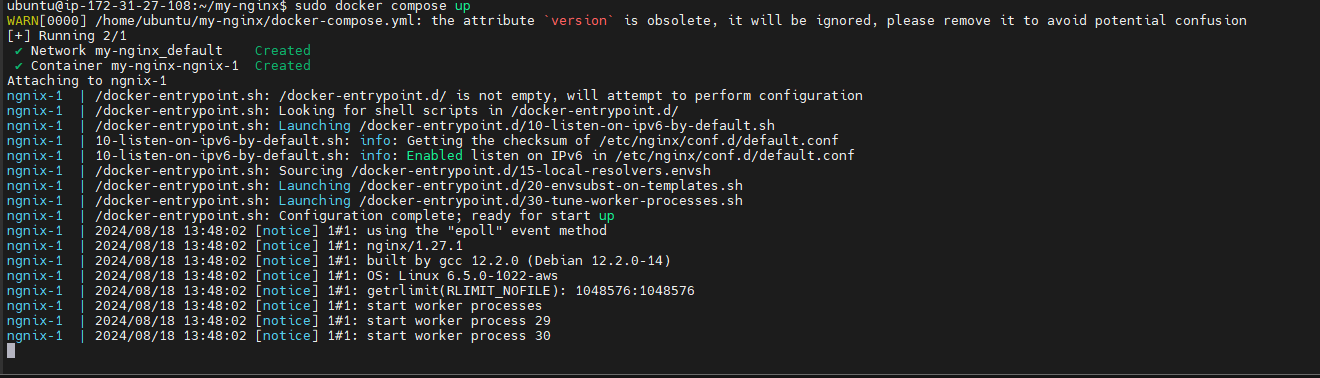 ubuntu@ip-172-31-27-108:~/my-nginx$ sudo docker compose up
WARN[0000] /home/ubuntu/my-nginx/docker-compose.yml: the attribute `version` is obsolete, it will be ignored, please remove it to avoid potential confusion
[+] Running 2/1
✔ Network my-nginx_default    Created
✔ Container my-nginx-ngnix-1  Created
Attaching to ngnix-1
ngnix-1  | /docker-entrypoint.sh: /docker-entrypoint.d/ is not empty, will attempt to perform configuration
ngnix-1  | /docker-entrypoint.sh: Looking for shell scripts in /docker-entrypoint.d/
ngnix-1  | /docker-entrypoint.sh: Launching /docker-entrypoint.d/10-listen-on-ipv6-by-default.sh
ngnix-1  | 10-listen-on-ipv6-by-default.sh: info: Getting the checksum of /etc/nginx/conf.d/default.conf
ngnix-1  | 10-listen-on-ipv6-by-default.sh: info: Enabled listen on IPv6 in /etc/nginx/conf.d/default.conf
ngnix-1  | /docker-entrypoint.sh: Sourcing /docker-entrypoint.d/15-local-resolvers.envsh
ngnix-1  | /docker-entrypoint.sh: Launching /docker-entrypoint.d/20-envsubst-on-templates.sh
ngnix-1  | /docker-entrypoint.sh: Launching /docker-entrypoint.d/30-tune-worker-processes.sh
ngnix-1  | /docker-entrypoint.sh: Configuration complete; ready for start up
ngnix-1  | 2024/08/18 13:48:02 [notice] 1#1: using the "epoll" event method
ngnix-1  | 2024/08/18 13:48:02 [notice] 1#1: nginx/1.27.1
ngnix-1  | 2024/08/18 13:48:02 [notice] 1#1: built by gcc 12.2.0 (Debian 12.2.0-14)
ngnix-1  | 2024/08/18 13:48:02 [notice] 1#1: OS: Linux 6.5.0-1022-aws
ngnix-1  | 2024/08/18 13:48:02 [notice] 1#1: getrlimit(RLIMIT_NOFILE): 1048576:1048576
ngnix-1  | 2024/08/18 13:48:02 [notice] 1#1: start worker processes
ngnix-1  | 2024/08/18 13:48:02 [notice] 1#1: start worker process 29
ngnix-1  | 2024/08/18 13:48:02 [notice] 1#1: start worker process 30